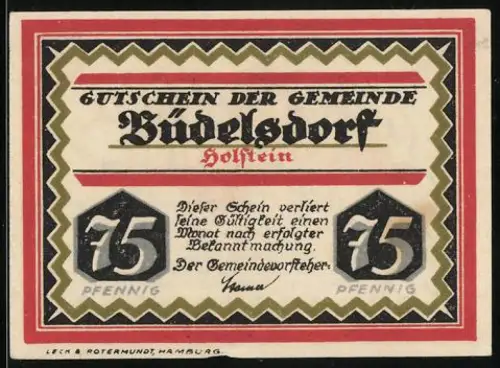 GUTSCHEIN DER GEMEINDE
Büdelsdorf
Holstein
Dieser Schein verliert
seine Gültigkeit einen
Monat nach erfolgter
Bekanntmachung.
Der Gemeindevorsteher:
75
PFENNIG
75
PFENNIG
LECK & ROTERMUNDT, HAMBURG